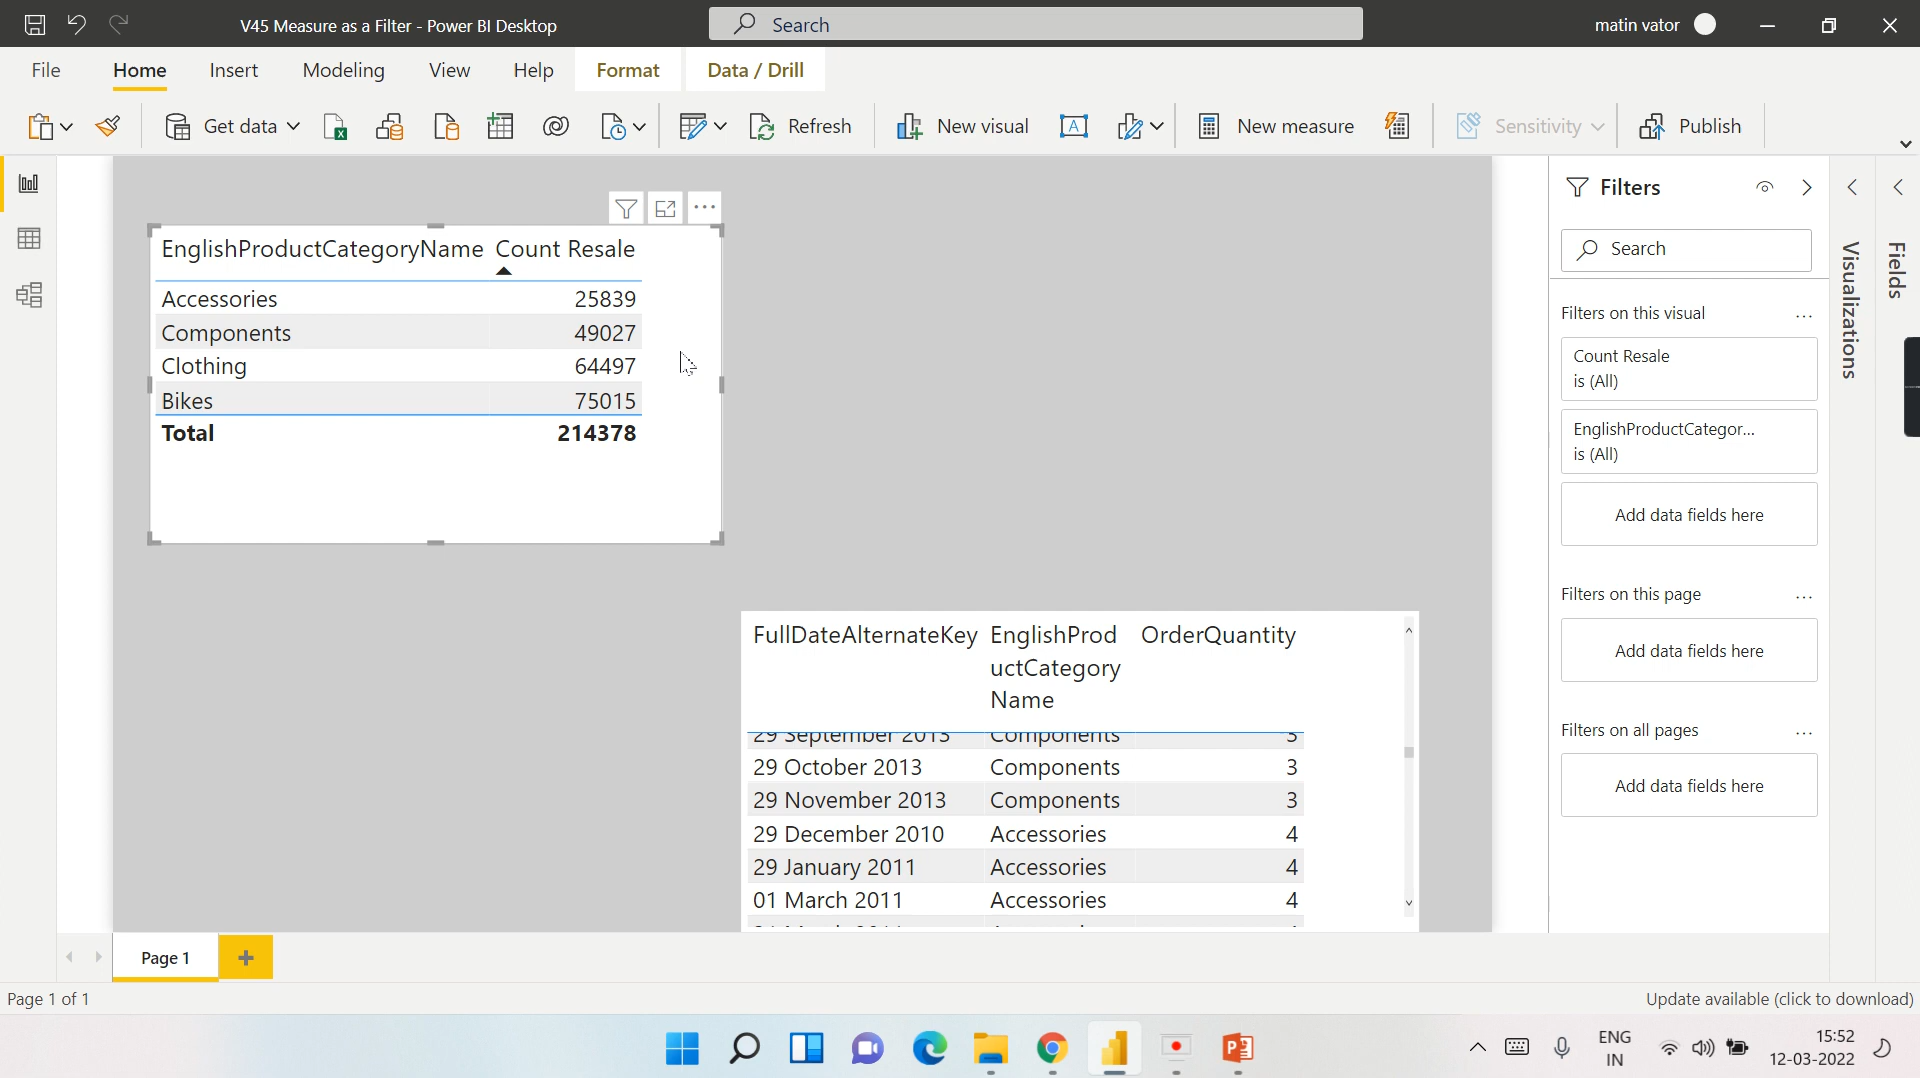 V45 Measure as a Filter - Power BI Desktop
Search
matin vator
File Home Insert Modeling View Help Format Data / Drill
Get data Refresh New visual New measure Sensitivity Publish
EnglishProductCategoryName Count Resale
Accessories 25839
Components 49027
Clothing 64497
Bikes 75015
Total 214378
FullDateAlternateKey EnglishProd OrderQuantity
uctCategory
Name
29 September 2013 Components 3
29 October 2013 Components 3
29 November 2013 Components 3
29 December 2010 Accessories 4
29 January 2011 Accessories 4
01 March 2011 Accessories 4
Filters
Search
Filters on this visual ...
Count Resale
is (All)
EnglishProductCategor...
is (All)
Add data fields here
Filters on this page ...
Add data fields here
Filters on all pages ...
Add data fields here
Visualizations
Fields
Page 1
Page 1 of 1
Update available (click to download)
ENG
IN
15:52
12-03-2022